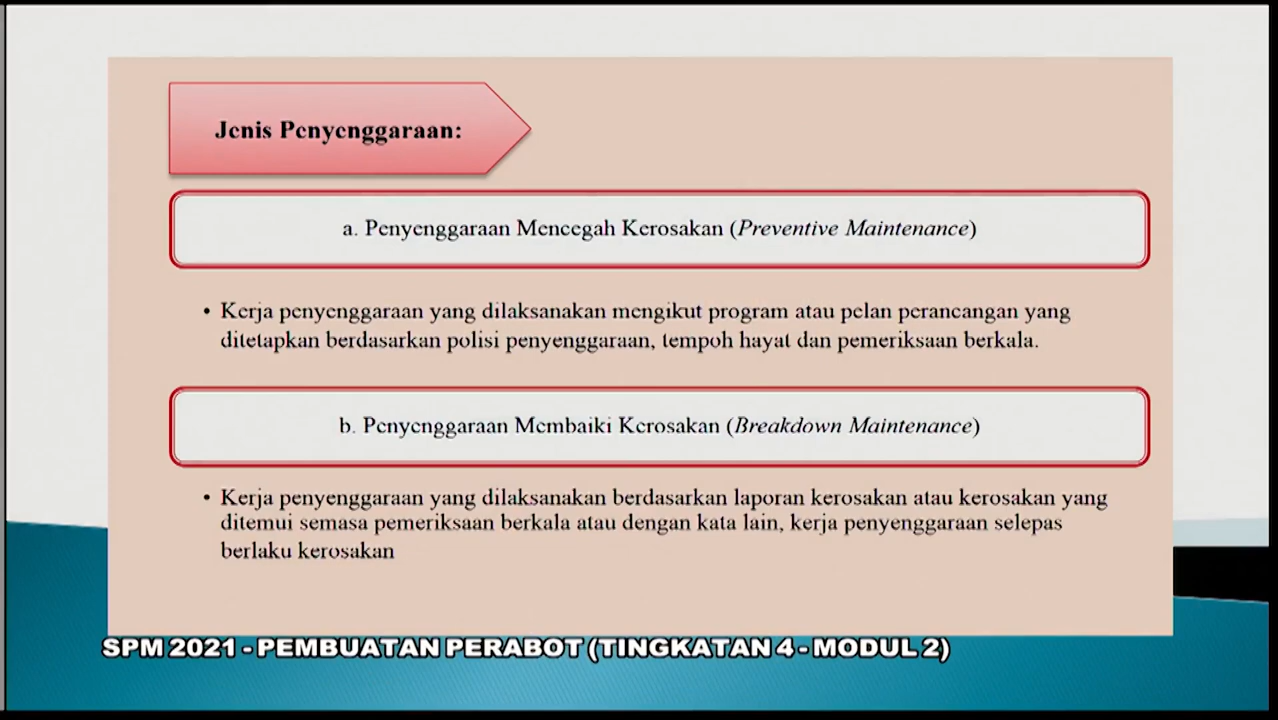 Jenis Penyenggaraan:
a. Penyenggaraan Mencegah Kerosakan (Preventive Maintenance)
• Kerja penyenggaraan yang dilaksanakan mengikut program atau pelan perancangan yang
ditetapkan berdasarkan polisi penyenggaraan, tempoh hayat dan pemeriksaan berkala.
b. Penyenggaraan Membaiki Kerosakan (Breakdown Maintenance)
• Kerja penyenggaraan yang dilaksanakan berdasarkan laporan kerosakan atau kerosakan yang
ditemui semasa pemeriksaan berkala atau dengan kata lain, kerja penyenggaraan selepas
berlaku kerosakan
SPM 2021 - PEMBUATAN PERABOT (TINGKATAN 4 - MODUL 2)